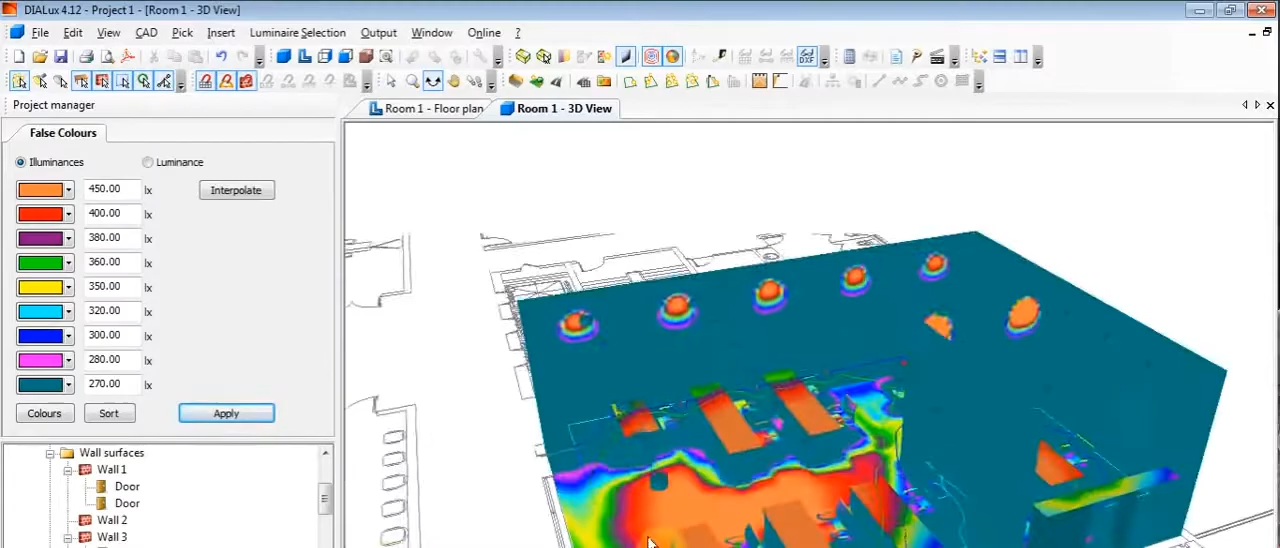 DIALux 4.12 - Project 1 - [Room 1 - 3D View]
File Edit View CAD Pick Insert Luminaire Selection Output Window Online ?
Project manager
Room 1 - Floor plan
Room 1 - 3D View
False Colours
Illuminances Luminance
450.00 lx Interpolate
400.00 lx
380.00 lx
360.00 lx
350.00 lx
320.00 lx
300.00 lx
280.00 lx
270.00 lx
Colours Sort Apply
Wall surfaces
Wall 1
Door
Door
Wall 2
Wall 3